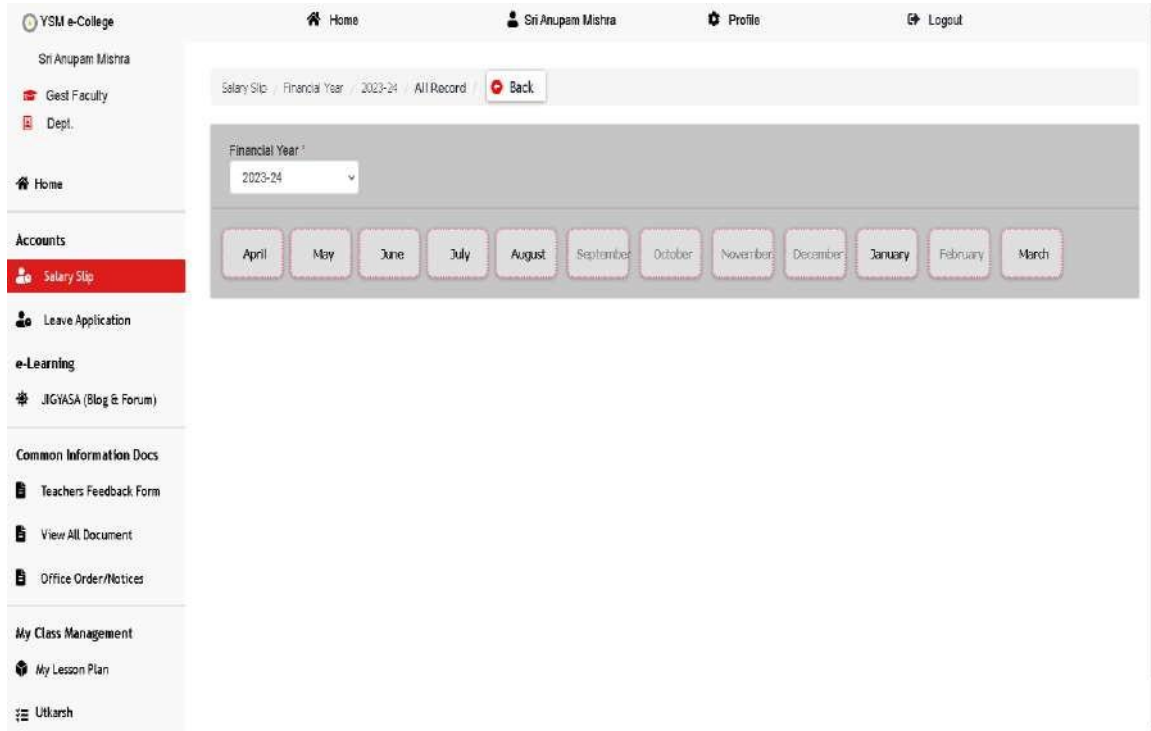 YSM e-College
Home
Sri Anupam Mishra
Profile
Logout
Sri Anupam Mishra
Gest Faculty
Dept.
Home
Accounts
Salary Slip
Leave Application
e-Learning
JIGYASA (Blog & Forum)
Common Information Docs
Teachers Feedback Form
View All Document
Office Order/Notices
My Class Management
My Lesson Plan
Utkarsh
Salary Slip / Financial Year / 2023-24 / All Record / Back
Financial Year *
2023-24
April May June July August September October November December January February March